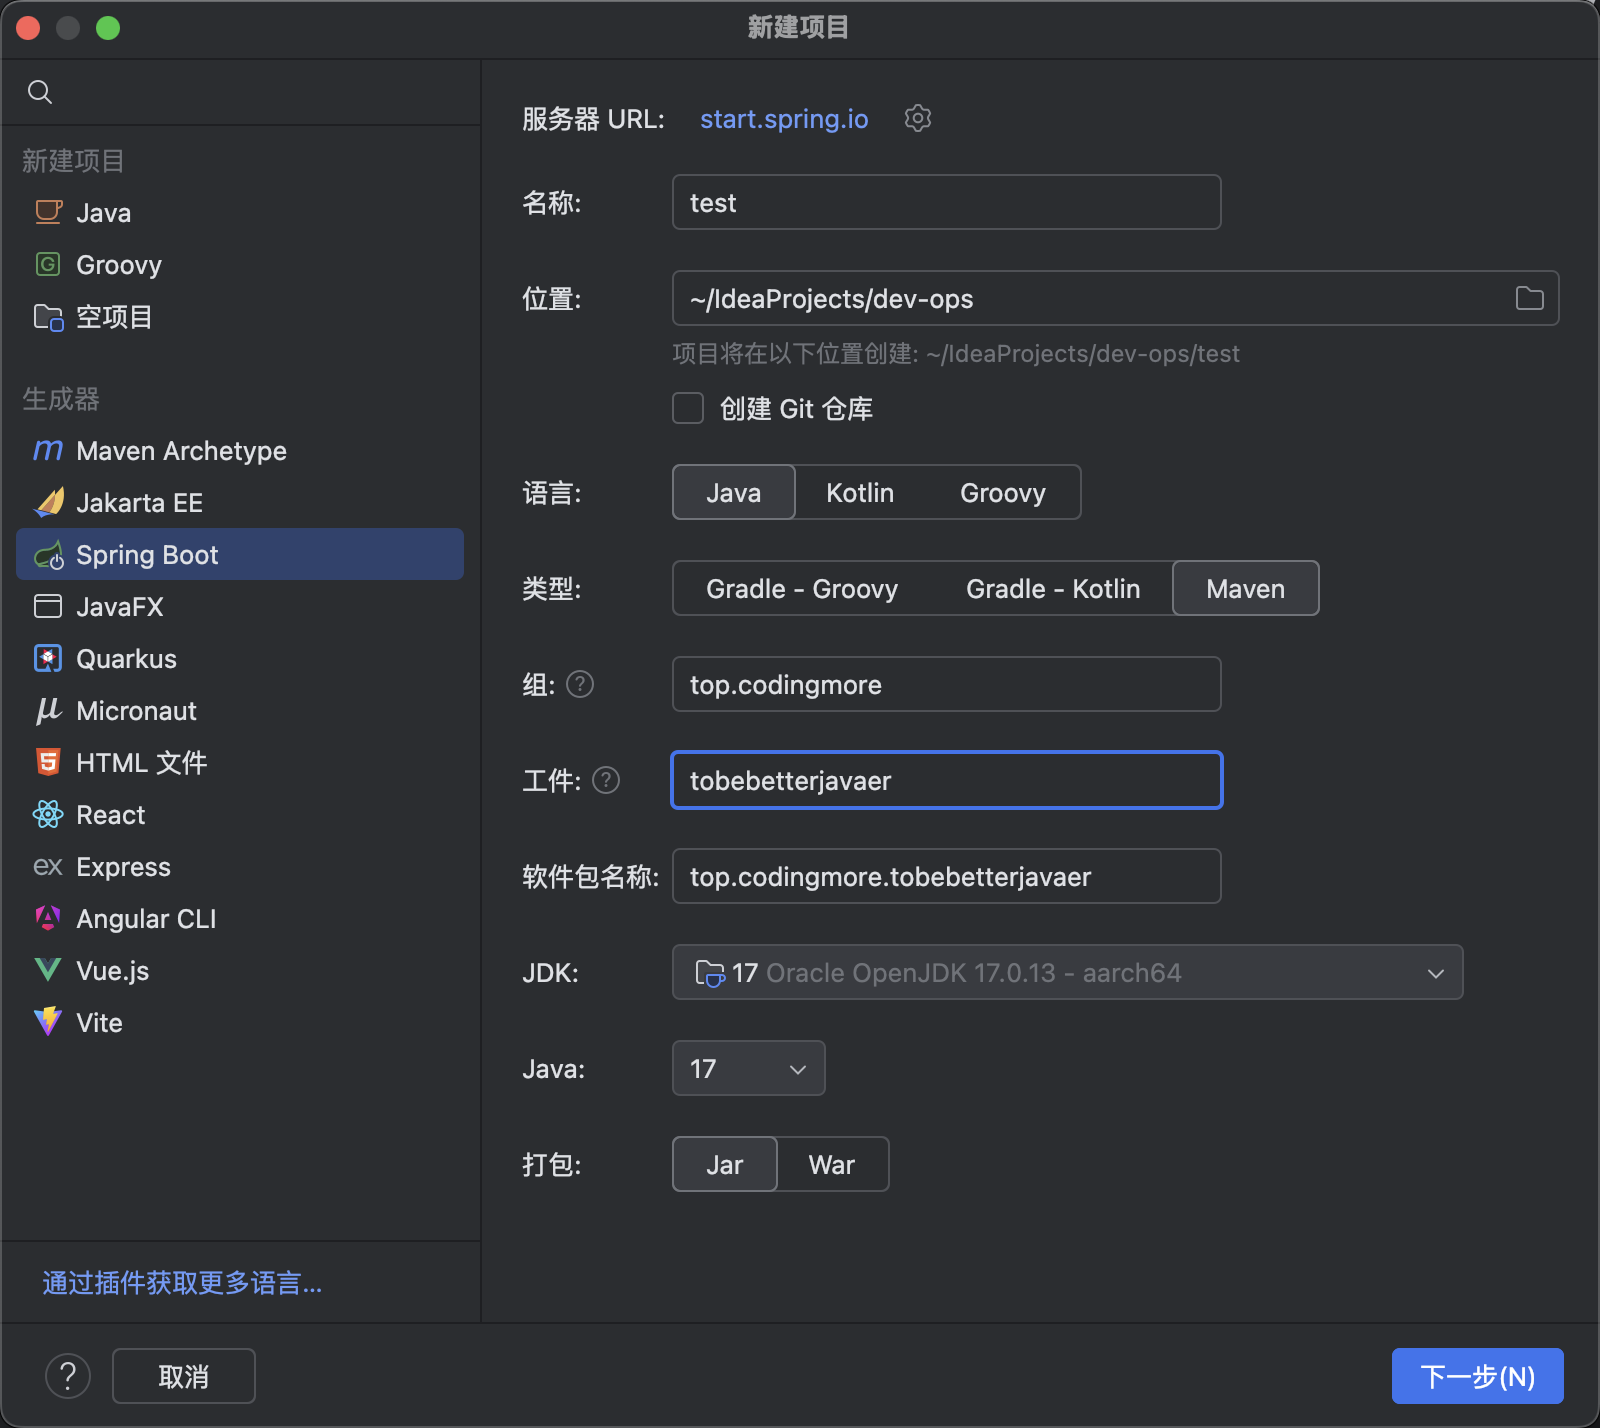 新建项目
新建项目
Java
Groovy
空项目
生成器
Maven Archetype
Jakarta EE
Spring Boot
JavaFX
Quarkus
Micronaut
HTML 文件
React
ex Express
Angular CLI
Vue.js
Vite
通过插件获取更多语言...
服务器 URL: start.spring.io
名称: test
位置: ~/IdeaProjects/dev-ops
项目将在以下位置创建: ~/IdeaProjects/dev-ops/test
创建 Git 仓库
语言: Java Kotlin Groovy
类型: Gradle - Groovy Gradle - Kotlin Maven
组: ? top.codingmore
工件: ? tobebetterjavaer
软件包名称: top.codingmore.tobebetterjavaer
JDK: 17 Oracle OpenJDK 17.0.13 - aarch64
Java: 17
打包: Jar War
? 取消 下一步(N)